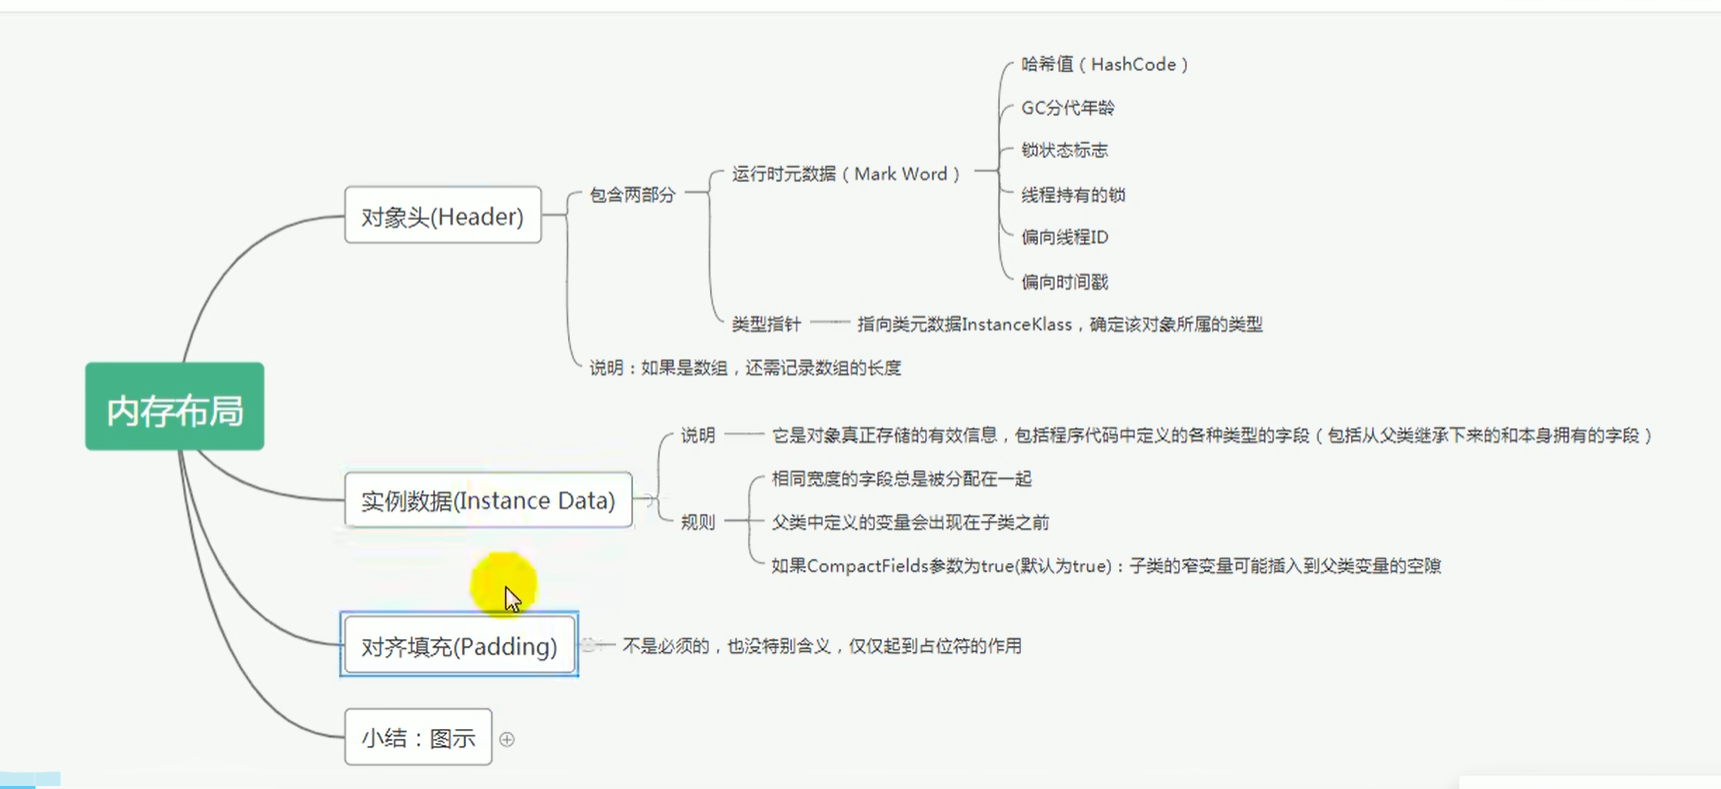 内存布局
对象头(Header)
包含两部分
运行时元数据（Mark Word）
哈希值（HashCode）
GC分代年龄
锁状态标志
线程持有的锁
偏向线程ID
偏向时间戳
类型指针
指向类元数据InstanceKlass，确定该对象所属的类型
说明：如果是数组，还需记录数组的长度
实例数据(Instance Data)
说明
它是对象真正存储的有效信息，包括程序代码中定义的各种类型的字段（包括从父类继承下来的和本身拥有的字段）
规则
相同宽度的字段总是被分配在一起
父类中定义的变量会出现在子类之前
如果CompactFields参数为true(默认为true)：子类的窄变量可能插入到父类变量的空隙
对齐填充(Padding)
不是必须的，也没特别含义，仅仅起到占位符的作用
小结：图示